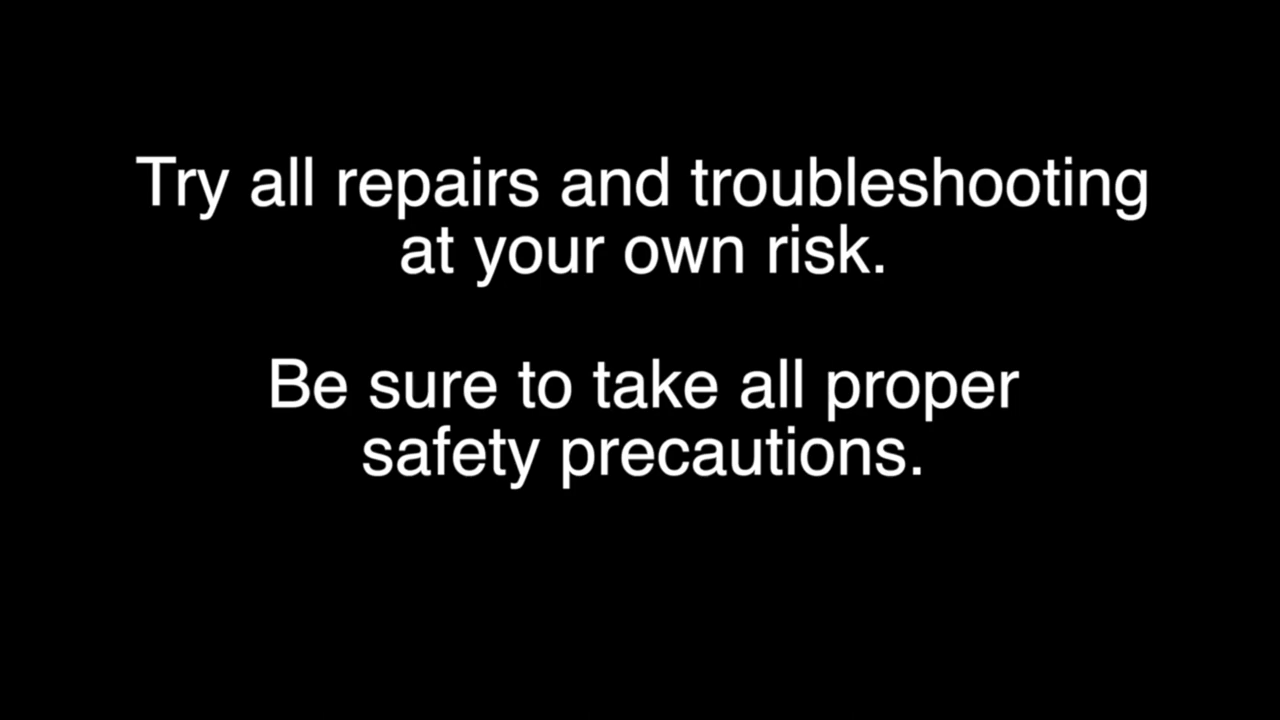 Try all repairs and troubleshooting
at your own risk.
Be sure to take all proper
safety precautions.